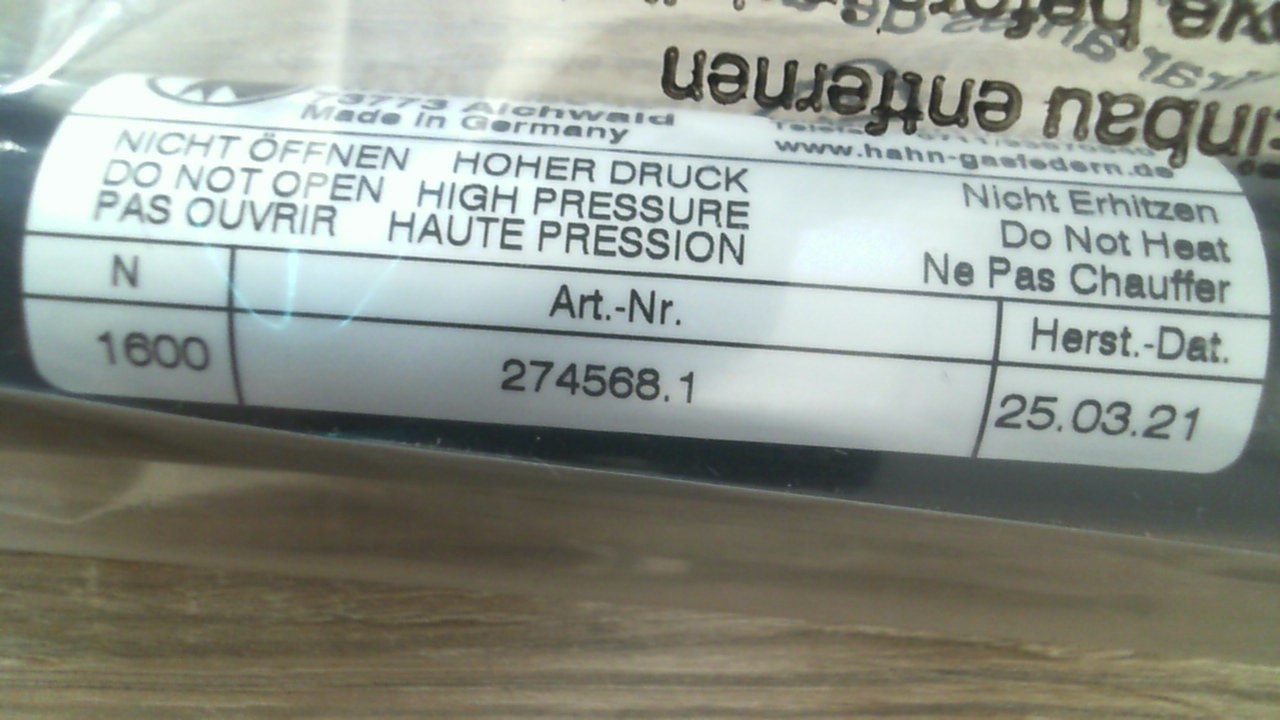 Einbau entfernen
73773 Aichwald
Made in Germany
www.hahn-gasfedern.de
NICHT ÖFFNEN HOHER DRUCK
DO NOT OPEN HIGH PRESSURE
PAS OUVRIR HAUTE PRESSION
Nicht Erhitzen
Do Not Heat
Ne Pas Chauffer
N Art.-Nr. Herst.-Dat.
1600 274568.1 25.03.21